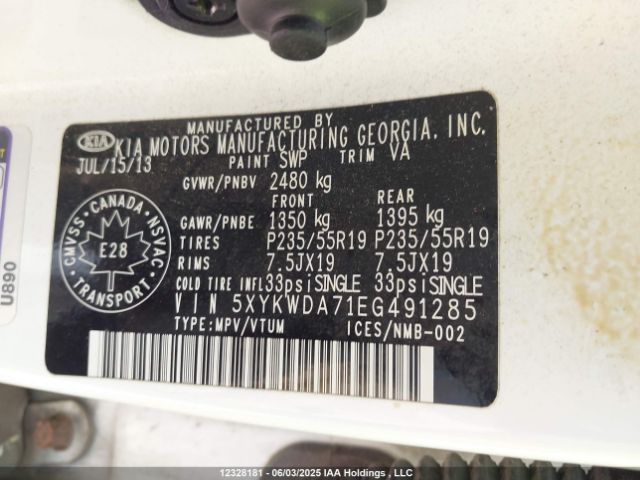 MANUFACTURED BY
KIA KIA MOTORS MANUFACTURING GEORGIA, INC.
JUL/15/13 PAINT SWP TRIM VA
GVWR/PNBV 2480 kg
FRONT REAR
GAWR/PNBE 1350 kg 1395 kg
TIRES P235/55R19 P235/55R19
RIMS 7.5JX19 7.5JX19
COLD TIRE INFL 33psiSINGLE 33psiSINGLE
VIN 5XYKWDA71EG491285
TYPE:MPV/VTUM ICES/NMB-002
CMVSS - CANADA - NSVAC
E28
TRANSPORT
U890
12328181 - 06/03/2025 IAA Holdings , LLC